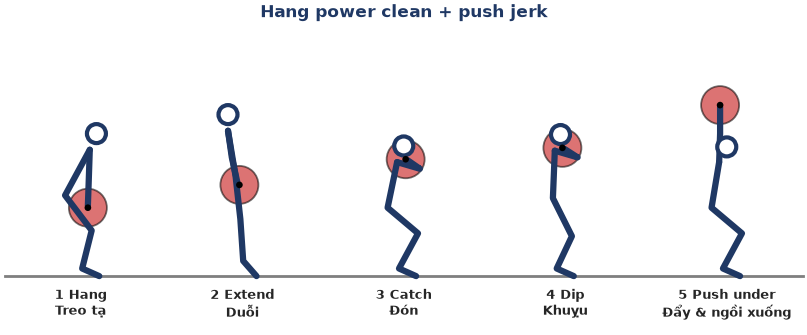 Hang power clean + push jerk
1 Hang
Treo tạ
2 Extend
Duỗi
3 Catch
Đón
4 Dip
Khuỵu
5 Push under
Đẩy & ngồi xuống